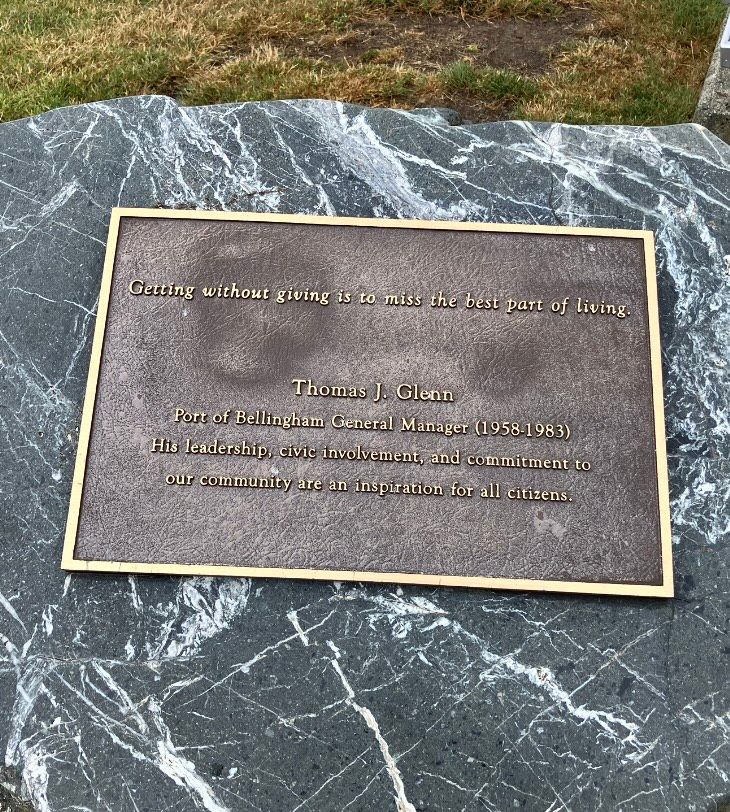 Getting without giving is to miss the best part of living.
Thomas J. Glenn
Port of Bellingham General Manager (1958-1983)
His leadership, civic involvement, and commitment to
our community are an inspiration for all citizens.